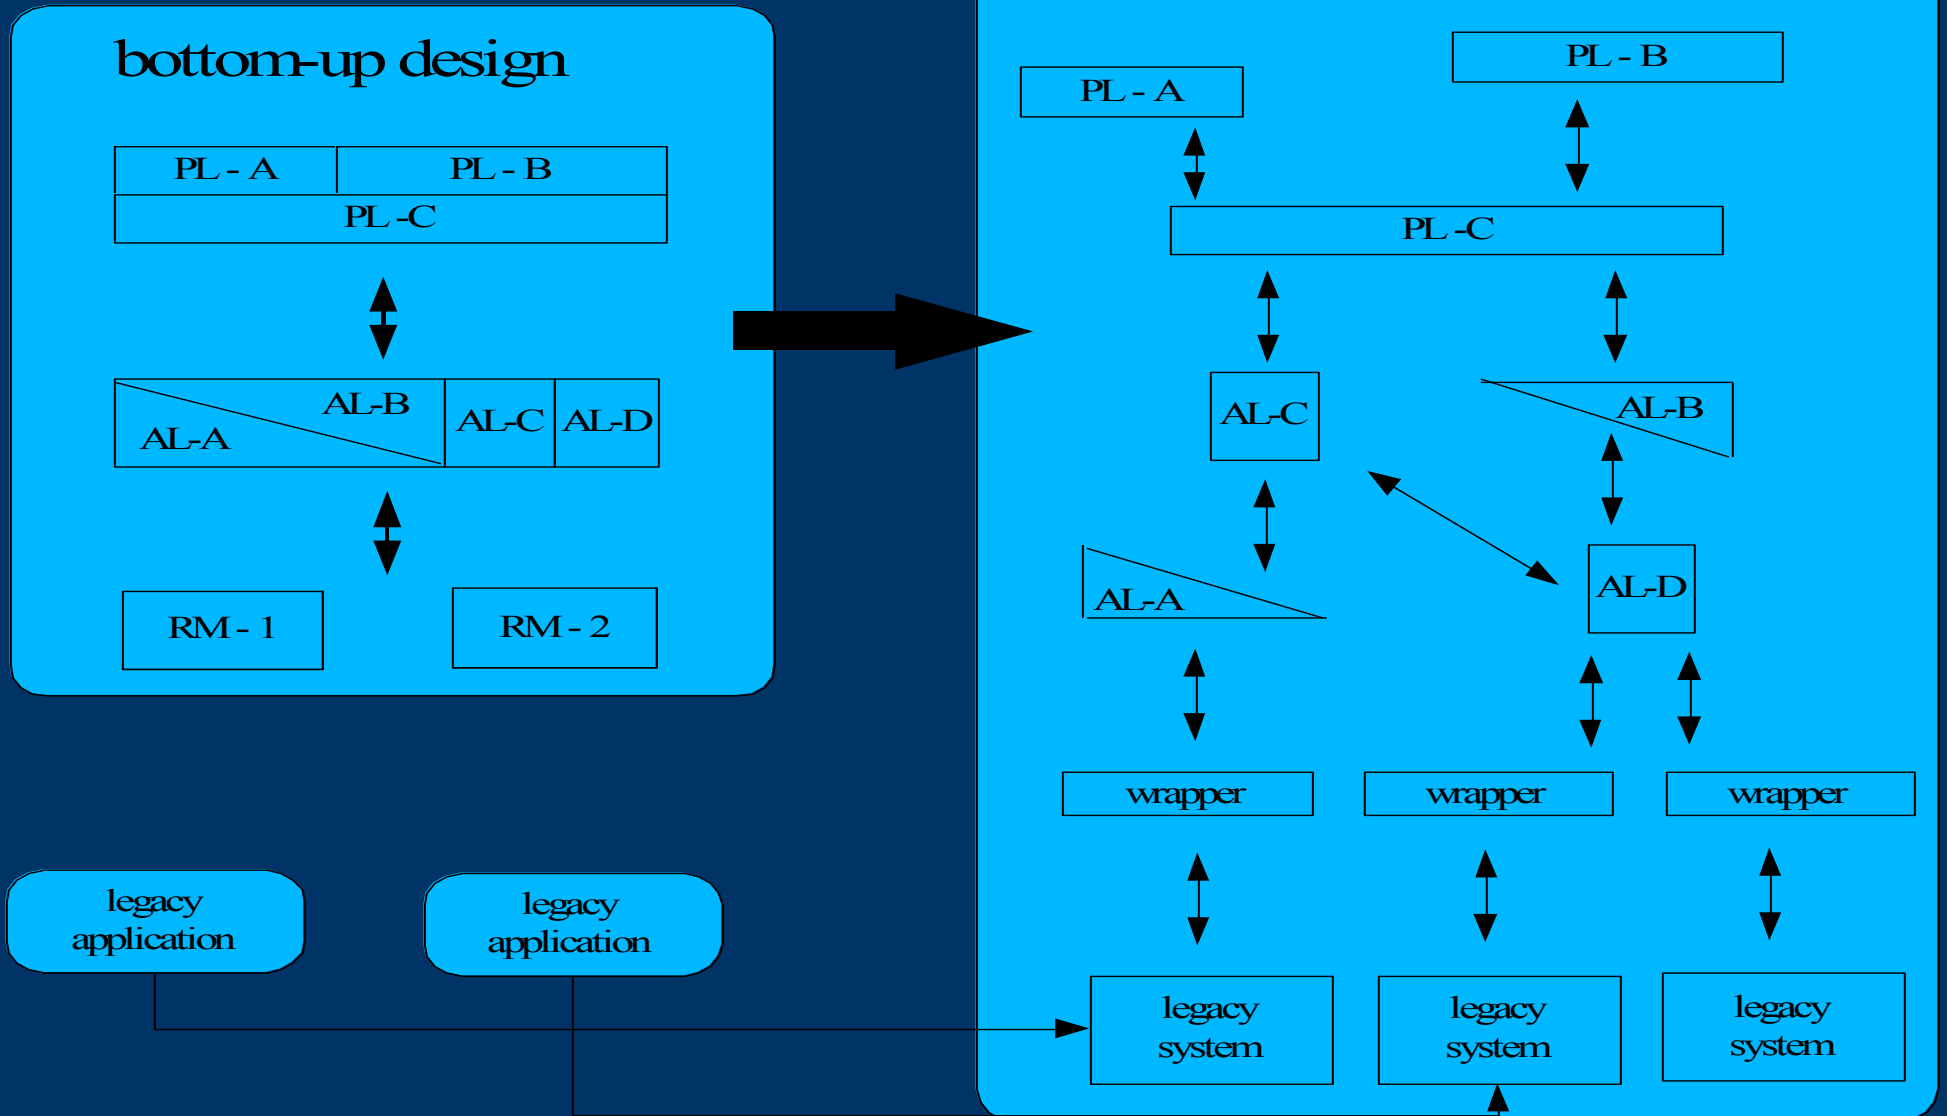 bottom-up design
PL - A
PL - B
PL -C
AL-B
AL-A
AL-C
AL-D
RM - 1
RM - 2
legacy
application
legacy
application
PL - A
PL - B
PL -C
AL-C
AL-B
AL-A
AL-D
wrapper
wrapper
wrapper
legacy
system
legacy
system
legacy
system